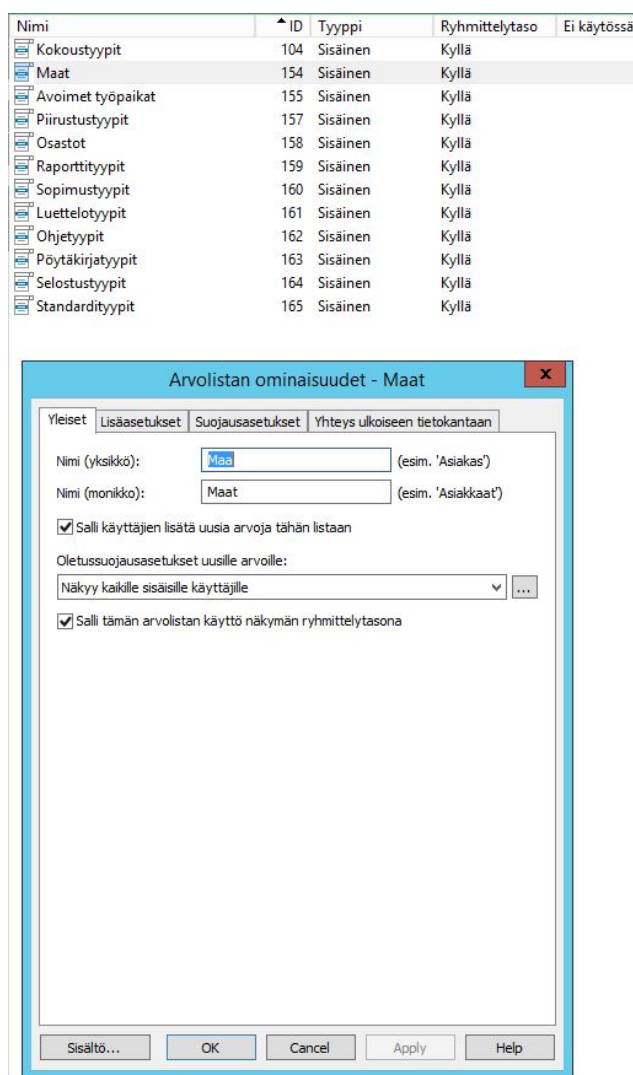 Nimi ID Tyyppi Ryhmittelytaso Ei käytössä
Kokoustyypit 104 Sisäinen Kyllä
Maat 154 Sisäinen Kyllä
Avoimet työpaikat 155 Sisäinen Kyllä
Piirustustyypit 157 Sisäinen Kyllä
Osastot 158 Sisäinen Kyllä
Raporttityypit 159 Sisäinen Kyllä
Sopimustyypit 160 Sisäinen Kyllä
Luettelotyypit 161 Sisäinen Kyllä
Ohjetyypit 162 Sisäinen Kyllä
Pöytäkirjatyypit 163 Sisäinen Kyllä
Selostustyypit 164 Sisäinen Kyllä
Standardityypit 165 Sisäinen Kyllä
Arvolistan ominaisuudet - Maat x
Yleiset Lisäasetukset Suojausasetukset Yhteys ulkoiseen tietokantaan
Nimi (yksikkö): Maa (esim. 'Asiakas')
Nimi (monikko): Maat (esim. 'Asiakkaat')
Salli käyttäjien lisätä uusia arvoja tähän listaan
Oletussuojausasetukset uusille arvoille:
Näkyy kaikille sisäisille käyttäjille ...
Salli tämän arvolistan käyttö näkymän ryhmittelytasona
Sisältö... OK Cancel Apply Help